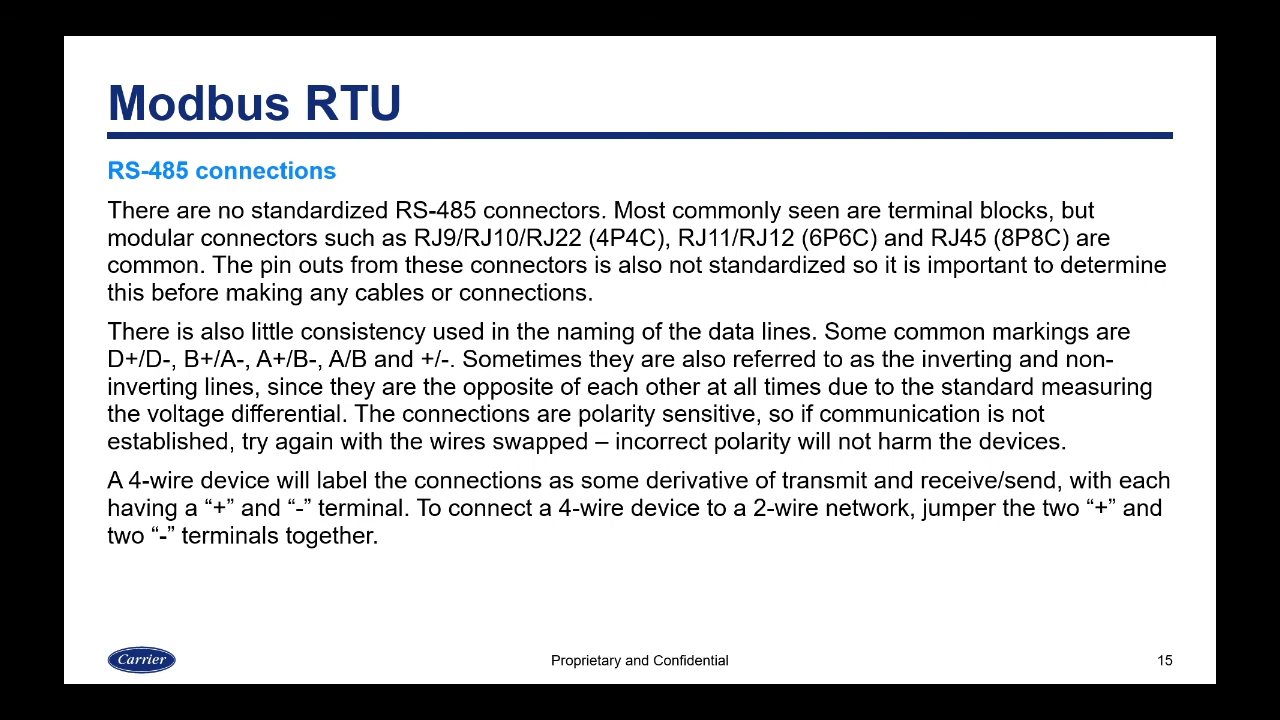 Modbus RTU
RS-485 connections
There are no standardized RS-485 connectors. Most commonly seen are terminal blocks, but
modular connectors such as RJ9/RJ10/RJ22 (4P4C), RJ11/RJ12 (6P6C) and RJ45 (8P8C) are
common. The pin outs from these connectors is also not standardized so it is important to determine
this before making any cables or connections.
There is also little consistency used in the naming of the data lines. Some common markings are
D+/D-, B+/A-, A+/B-, A/B and +/-. Sometimes they are also referred to as the inverting and non-
inverting lines, since they are the opposite of each other at all times due to the standard measuring
the voltage differential. The connections are polarity sensitive, so if communication is not
established, try again with the wires swapped – incorrect polarity will not harm the devices.
A 4-wire device will label the connections as some derivative of transmit and receive/send, with each
having a “+” and “-” terminal. To connect a 4-wire device to a 2-wire network, jumper the two “+” and
two “-” terminals together.
Carrier
Proprietary and Confidential
15